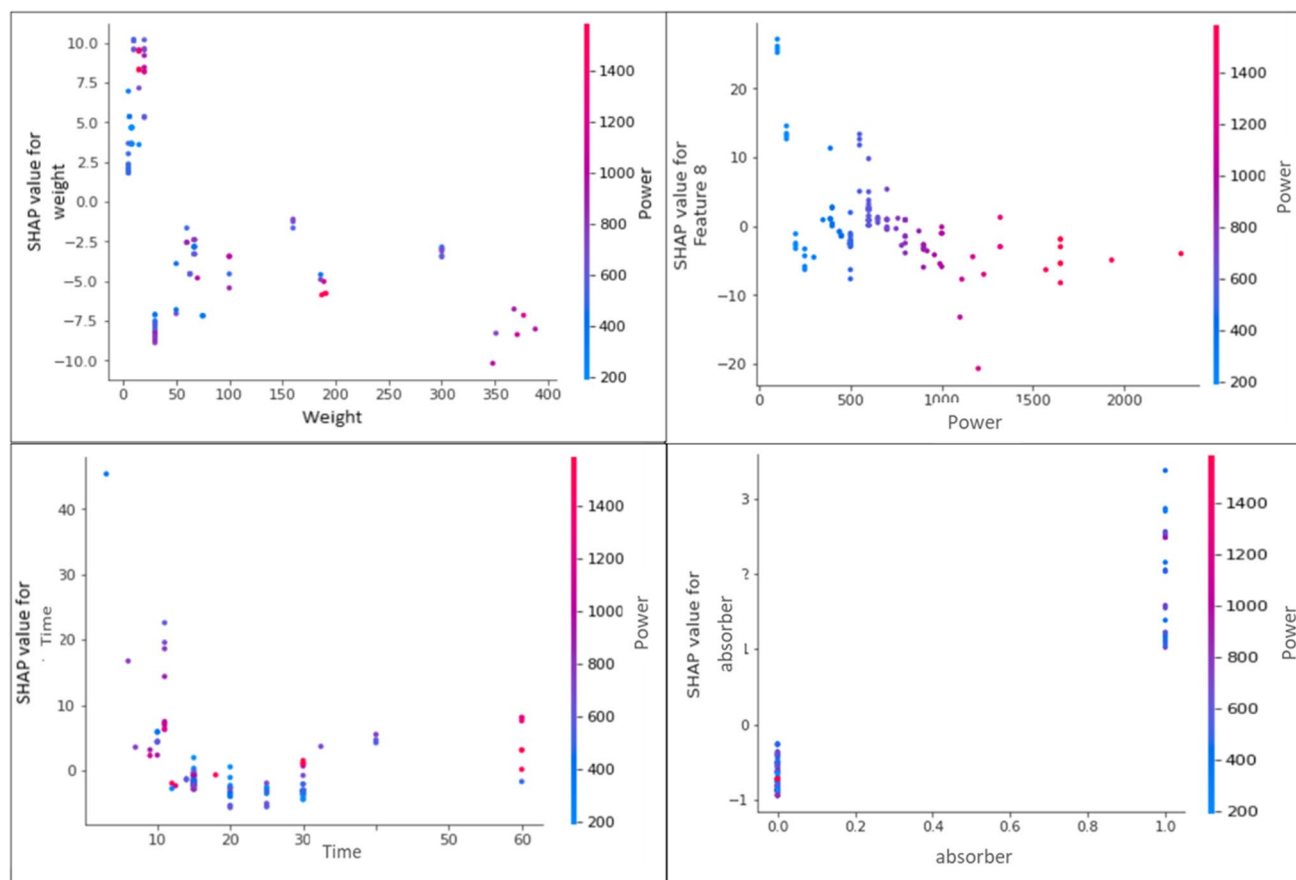 10.0
7.5
5.0
2.5
0.0
−2.5
−5.0
−7.5
−10.0
SHAP value for
weight
0 50 100 150 200 250 300 350 400
Weight
1400
1200
1000
800
600
400
200
Power
20
10
0
−10
−20
SHAP value for
Feature 8
0 500 1000 2000
Power
1400
1200
1000
800
600
400
200
Power
40
30
20
10
0
SHAP value for
Time
10 20 30 50 60
Time
1400
1200
1000
800
600
400
200
Power
3
2
1
0
−1
SHAP value for
absorber
0.0 0.2 0.4 0.6 0.8 1.0
absorber
1400
1200
1000
800
600
400
200
Power